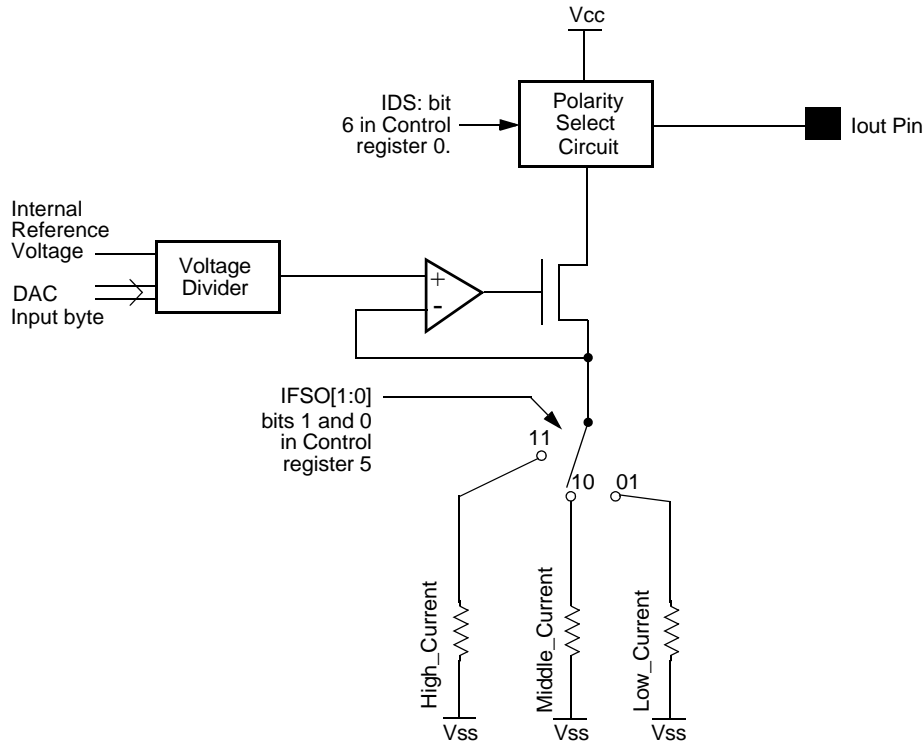 Vcc
IDS: bit
6 in Control
register 0.
Polarity
Select
Circuit
Iout Pin
Internal
Reference
Voltage
DAC
Input byte
Voltage
Divider
+
-
IFSO[1:0]
bits 1 and 0
in Control
register 5
11
10
01
High_Current
Middle_Current
Low_Current
Vss
Vss
Vss